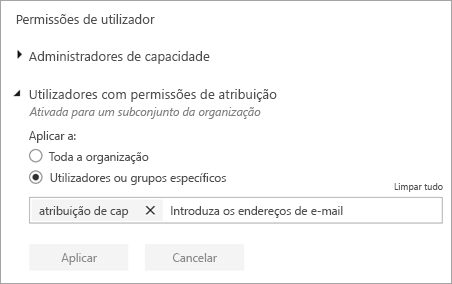 Permissões de utilizador
Administradores de capacidade
Utilizadores com permissões de atribuição
Ativada para um subconjunto da organização
Aplicar a:
Toda a organização
Utilizadores ou grupos específicos
Limpar tudo
atribuição de cap X Introduza os endereços de e-mail
Aplicar Cancelar